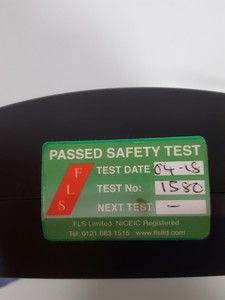 PASSED SAFETY TEST
FLS
TEST DATE 04-15
TEST No: 1580
NEXT TEST –
FLS Limited NICEIC Registered
Tel 0121 683 1515 www.flsltd.com